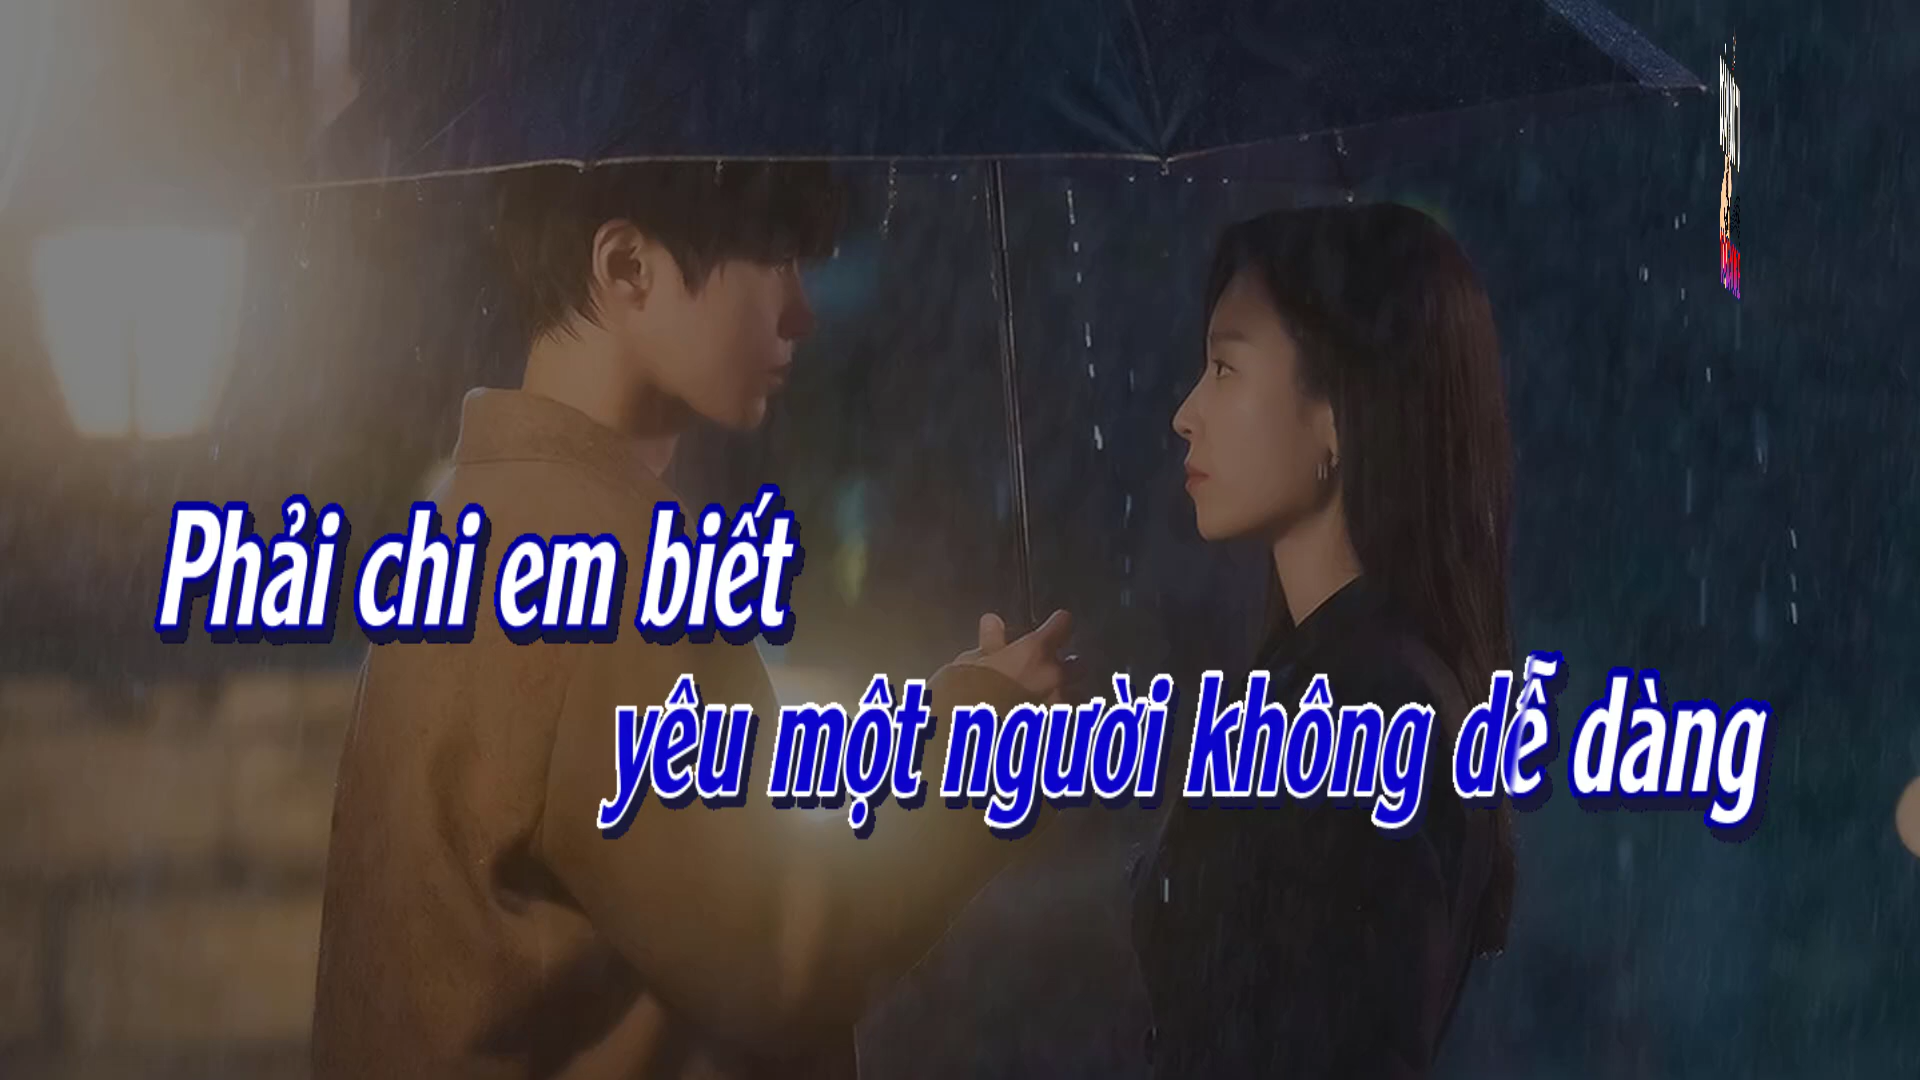 Phải chi em biết
yêu một người không dễ dàng